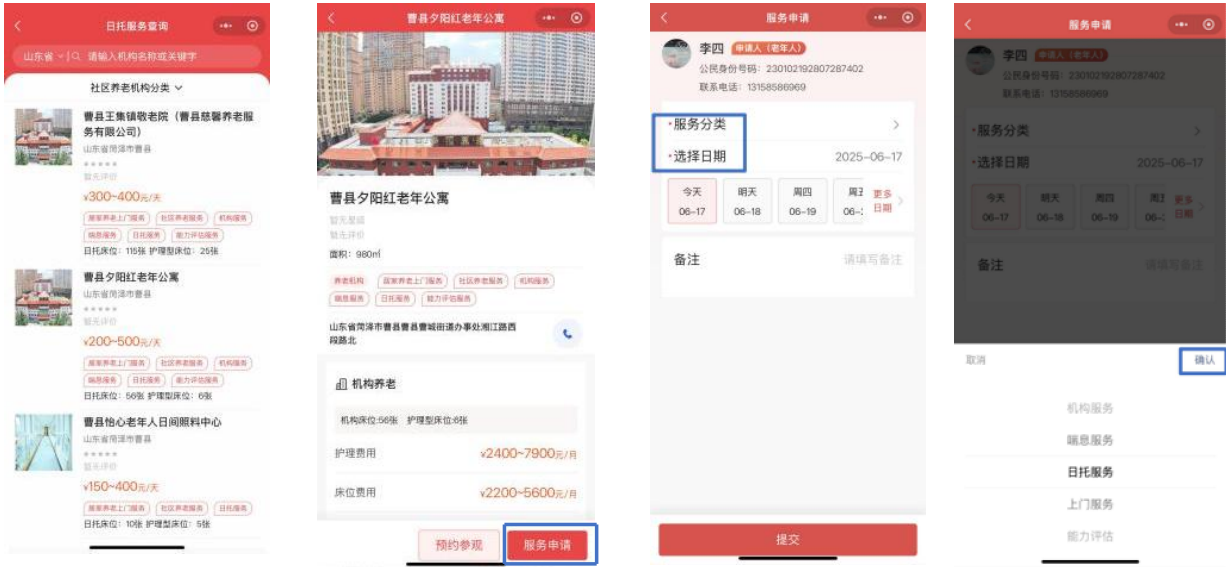 日托服务查询
山东省 请输入机构名称或关键字
社区养老机构分类
曹县王集镇敬老院（曹县慈馨养老服
务有限公司）
山东省菏泽市曹县
暂无评价
¥300~400元/天
居家养老上门服务 社区养老服务 机构服务
喘息服务 日托服务 能力评估服务
日托床位：115张 护理型床位：25张
曹县夕阳红老年公寓
山东省菏泽市曹县
暂无评价
¥200~500元/天
居家养老上门服务 社区养老服务 机构服务
喘息服务 日托服务 能力评估服务
日托床位：56张 护理型床位：6张
曹县怡心老年人日间照料中心
山东省菏泽市曹县
暂无评价
¥150~400元/天
居家养老上门服务 社区养老服务 日托服务
日托床位：10张 护理型床位：5张
曹县夕阳红老年公寓
曹县夕阳红老年公寓
暂无星级
暂无评价
面积：980㎡
养老机构 居家养老上门服务 社区养老服务 机构服务
喘息服务 日托服务 能力评估服务
山东省菏泽市曹县曹县曹城街道办事处湘江路西
段路北
机构养老
机构床位:56张 护理型床位:6张
护理费用 ¥2400~7900元/月
床位费用 ¥2200~5600元/月
预约参观 服务申请
服务申请
李四 申请人（老年人）
公民身份号码：230102192807287402
联系电话：13158586969
*服务分类
*选择日期 2025-06-17
今天 明天 周四 更多
06-17 06-18 06-19 06- 日期
备注 请填写备注
提交
服务申请
李四 申请人（老年人）
公民身份号码：230102192807287402
联系电话：13158586969
*服务分类
*选择日期 2025-06-17
今天 明天 周四 更多
06-17 06-18 06-19 06- 日期
备注 请填写备注
取消 确认
机构服务
喘息服务
日托服务
上门服务
能力评估